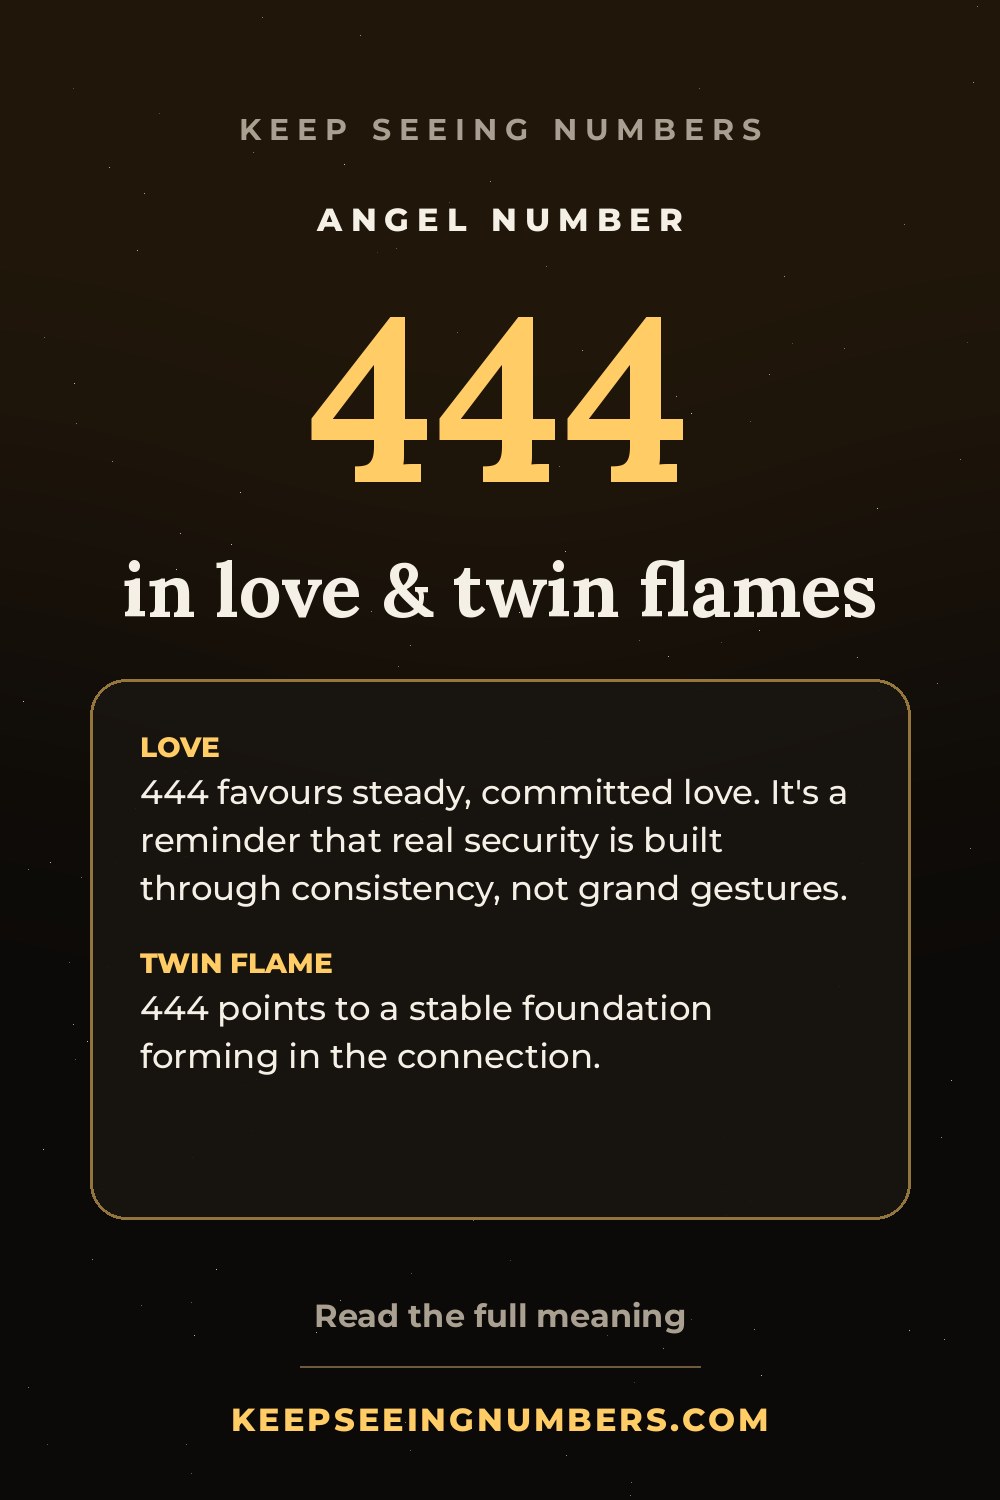 KEEP SEEING NUMBERS
ANGEL NUMBER
444
in love & twin flames
LOVE
444 favours steady, committed love. It's a
reminder that real security is built
through consistency, not grand gestures.
TWIN FLAME
444 points to a stable foundation
forming in the connection.
Read the full meaning
KEEPSEEINGNUMBERS.COM